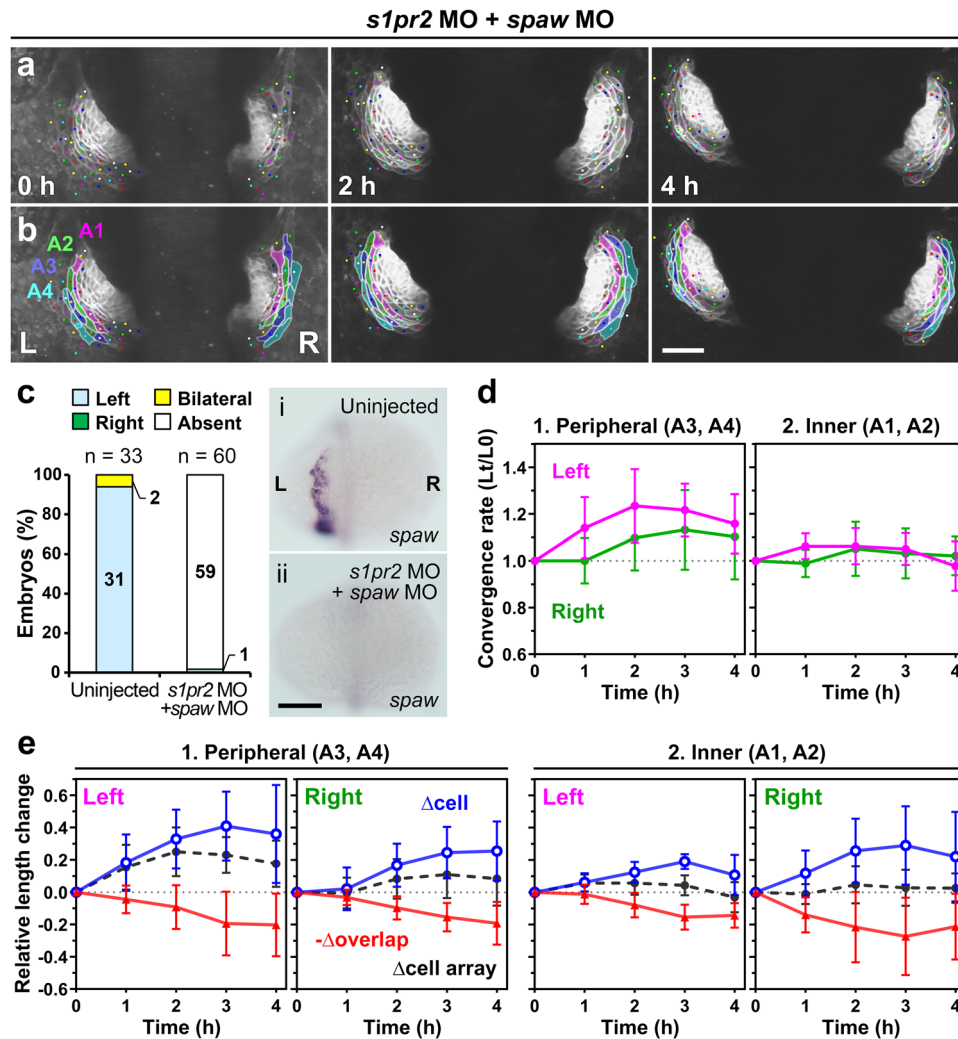 s1pr2 MO + spaw MO
a
0 h
2 h
4 h
b
A1
A2
A3
A4
L
R
c
Left
Bilateral
Right
Absent
n = 33
n = 60
Embryos (%)
100
80
60
40
20
0
2
31
59
1
Uninjected
s1pr2 MO
+spaw MO
i
Uninjected
L
R
spaw
ii
s1pr2 MO
+ spaw MO
spaw
d
1. Peripheral (A3, A4)
2. Inner (A1, A2)
Convergence rate (Lt/L0)
1.4
1.2
1.0
0.8
0.6
Left
Right
0 1 2 3 4
0 1 2 3 4
Time (h)
Time (h)
e
1. Peripheral (A3, A4)
2. Inner (A1, A2)
Relative length change
0.8
0.6
0.4
0.2
0.0
-0.2
-0.4
-0.6
Left
Right
Δcell
-Δoverlap
Δcell array
Left
Right
0 1 2 3 4
0 1 2 3 4
0 1 2 3 4
0 1 2 3 4
Time (h)
Time (h)
Time (h)
Time (h)